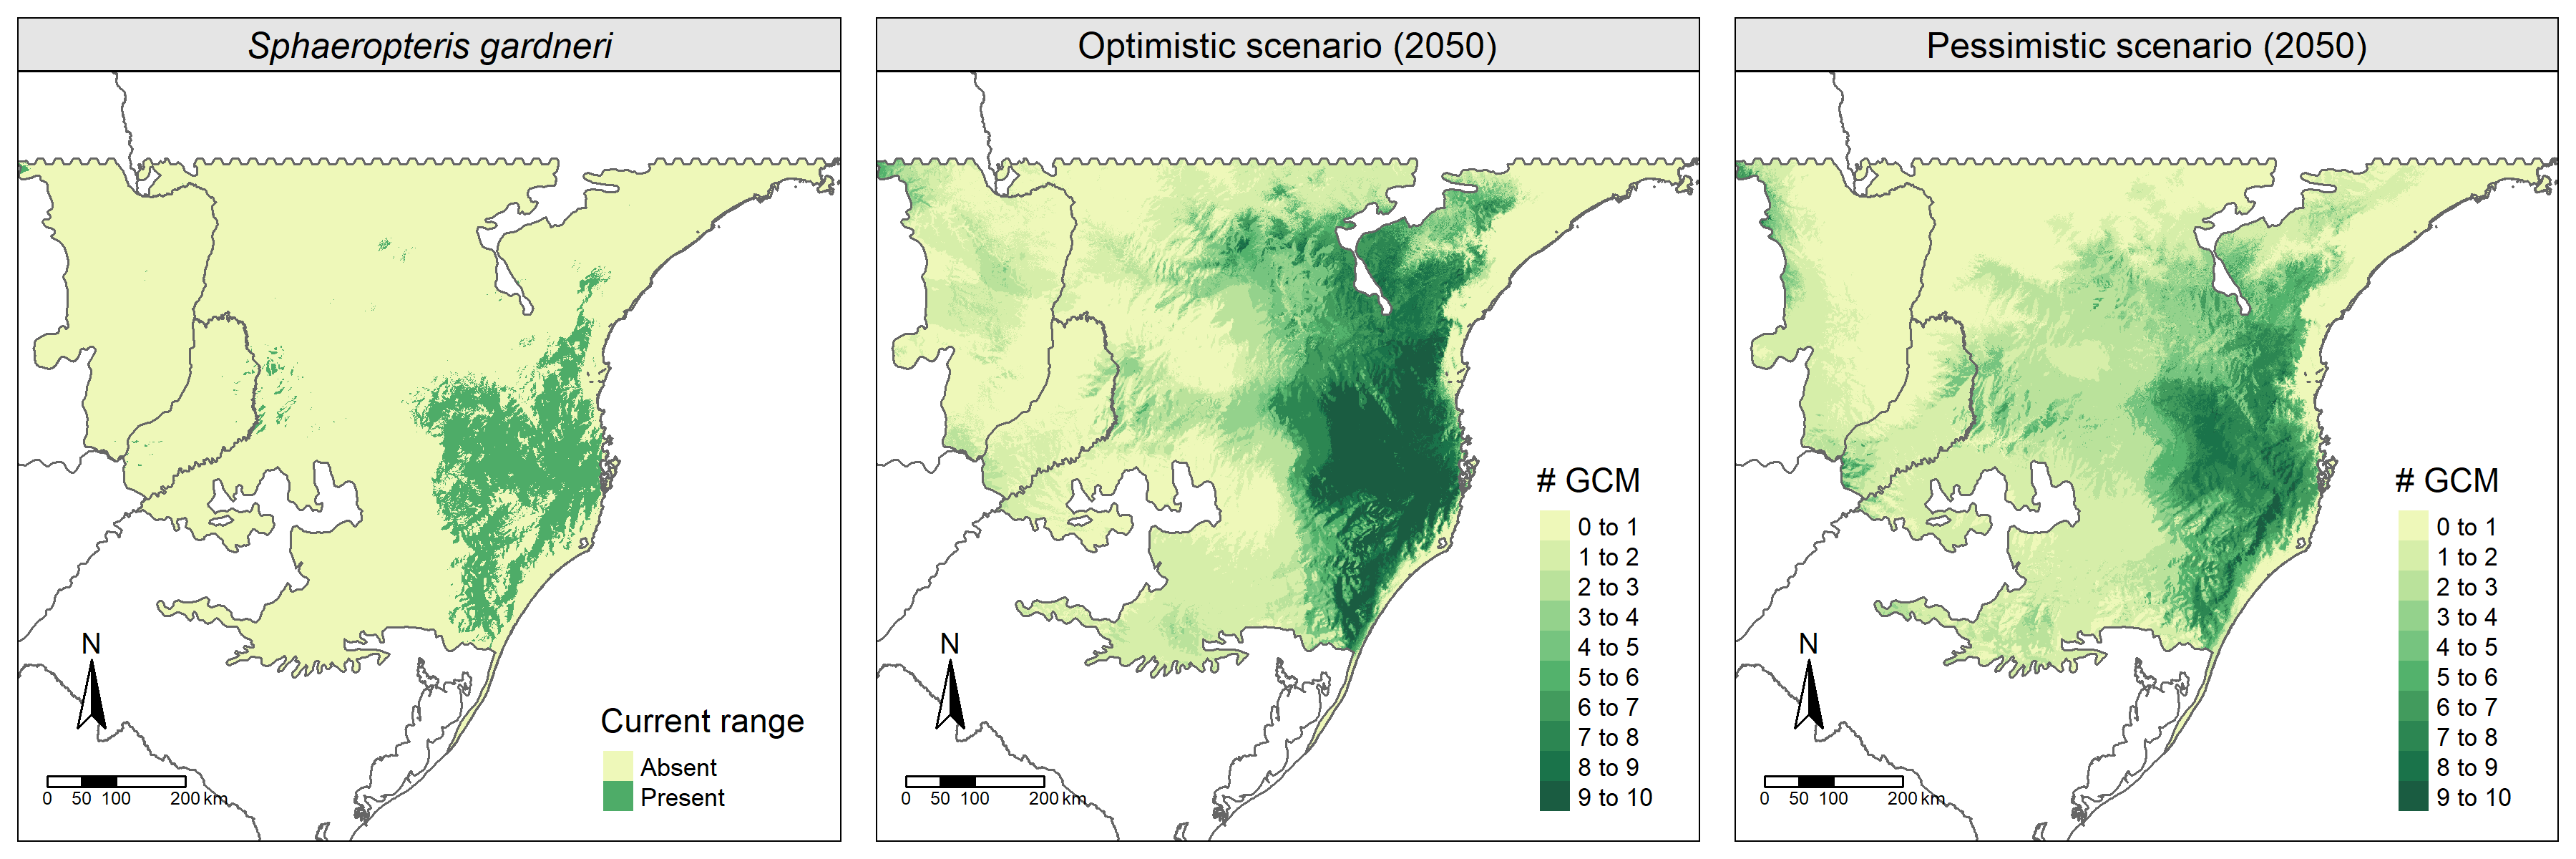 Sphaeropteris gardneri
N
0 50 100 200 km
Current range
Absent
Present
Optimistic scenario (2050)
N
0 50 100 200 km
# GCM
0 to 1
1 to 2
2 to 3
3 to 4
4 to 5
5 to 6
6 to 7
7 to 8
8 to 9
9 to 10
Pessimistic scenario (2050)
N
0 50 100 200 km
# GCM
0 to 1
1 to 2
2 to 3
3 to 4
4 to 5
5 to 6
6 to 7
7 to 8
8 to 9
9 to 10